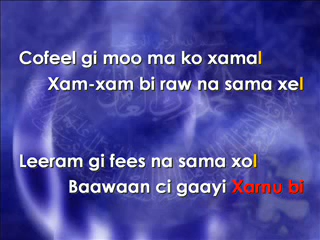 Cofeel gi moo ma ko xamal
Xam-xam bi raw na sama xel
Leeram gi fees na sama xol
Baawaan ci gaayi Xarnu bi